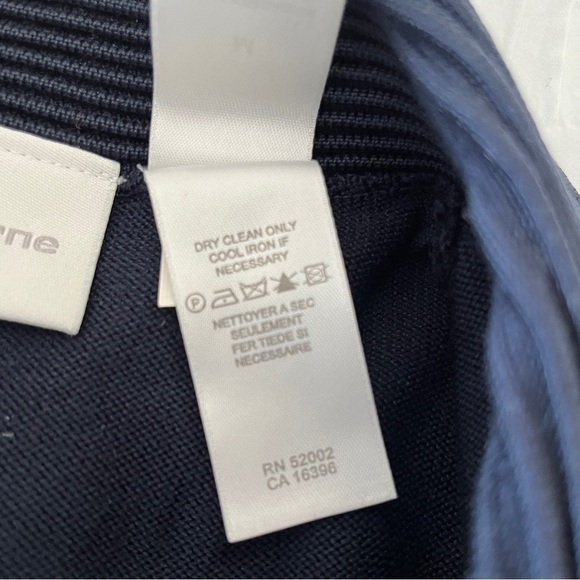 M
rne
DRY CLEAN ONLY
COOL IRON IF
NECESSARY
P
NETTOYER A SEC
SEULEMENT
FER TIEDE SI
NECESSAIRE
RN 52002
CA 16396